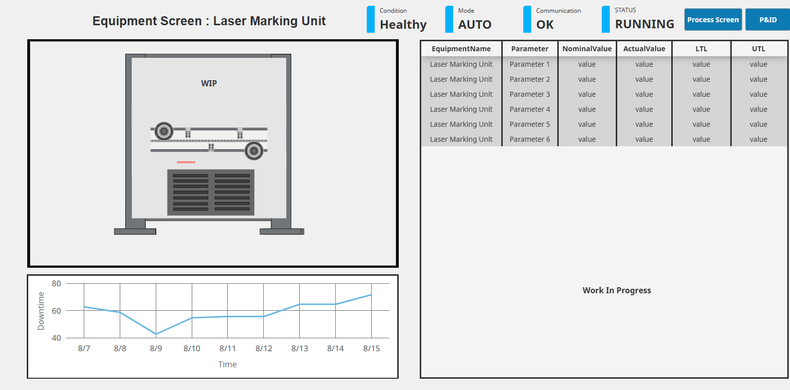 Equipment Screen : Laser Marking Unit
Condition
Healthy
Mode
AUTO
Communication
OK
STATUS
RUNNING
Process Screen
P&ID
WIP
EquipmentName Parameter NominalValue ActualValue LTL UTL
Laser Marking Unit Parameter 1 value value value value
Laser Marking Unit Parameter 2 value value value value
Laser Marking Unit Parameter 3 value value value value
Laser Marking Unit Parameter 4 value value value value
Laser Marking Unit Parameter 5 value value value value
Laser Marking Unit Parameter 6 value value value value
Work In Progress
80
60
40
Downtime
8/7 8/8 8/9 8/10 8/11 8/12 8/13 8/14 8/15
Time